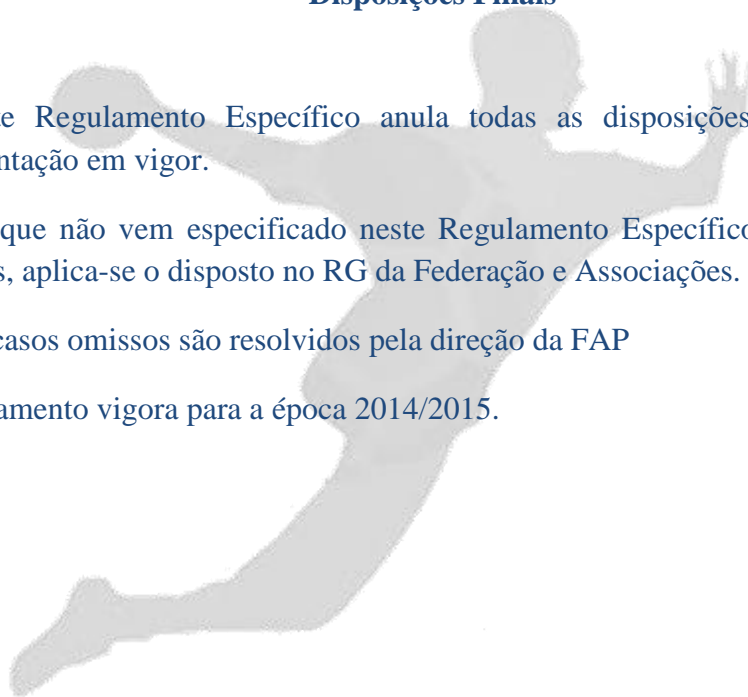 Disposições Finais
te Regulamento Específico anula todas as disposições
ntação em vigor.
que não vem especificado neste Regulamento Específico
s, aplica-se o disposto no RG da Federação e Associações.
casos omissos são resolvidos pela direção da FAP
amento vigora para a época 2014/2015.